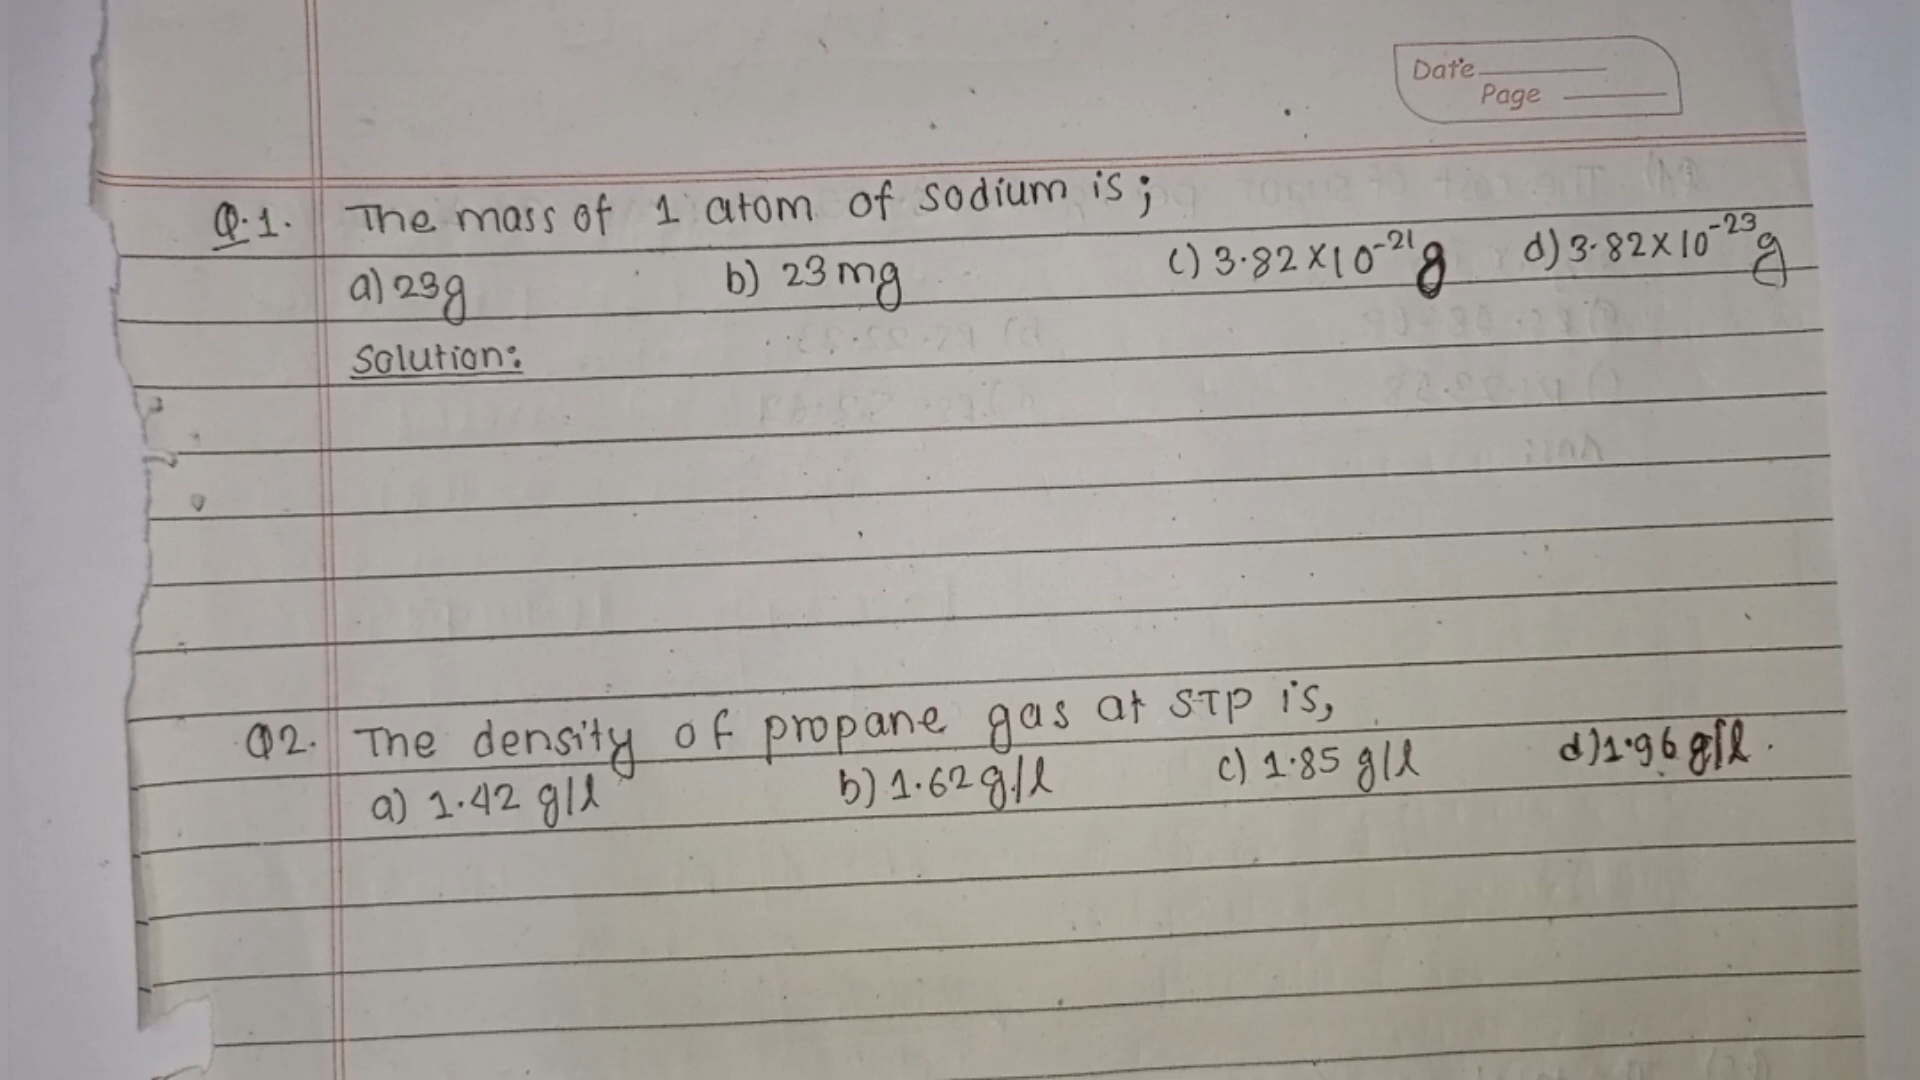 Date
Page
Q.1. The mass of 1 atom of sodium is;
a) 23g b) 23 mg c) 3.82 × 10⁻²¹ g d) 3.82 × 10⁻²³ g
Solution:
Q2. The density of propane gas at STP is,
a) 1.42 g/l b) 1.62 g/l c) 1.85 g/l d) 1.96 g/l.